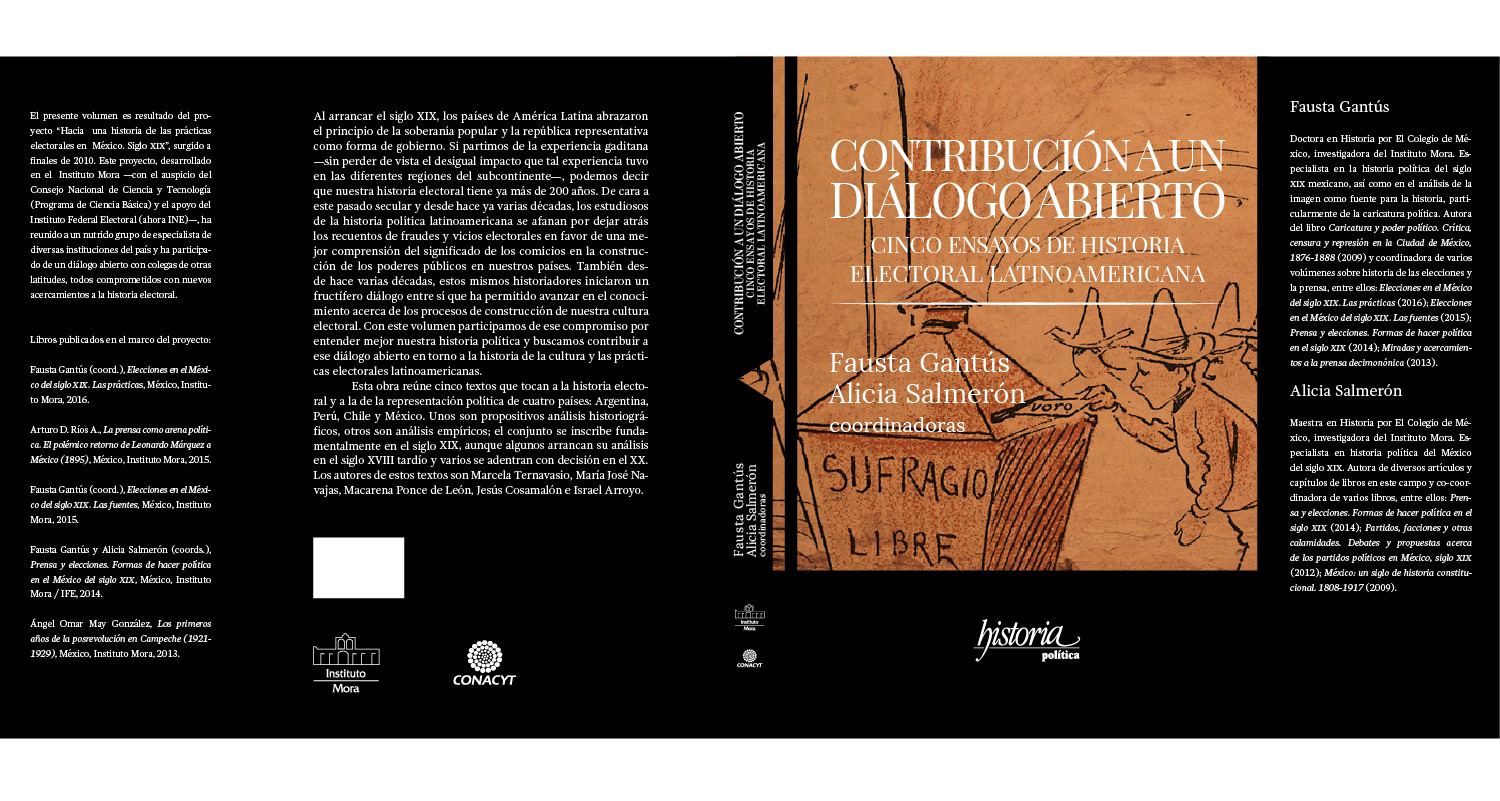 El presente volumen es resultado del pro-
yecto “Hacia una historia de las prácticas
electorales en México. Siglo XIX”, surgido a
finales de 2010. Este proyecto, desarrollado
en el Instituto Mora —con el auspicio del
Consejo Nacional de Ciencia y Tecnología
(Programa de Ciencia Básica) y el apoyo del
Instituto Federal Electoral (ahora INE)—, ha
reunido a un nutrido grupo de especialista de
diversas instituciones del país y ha participa-
do de un diálogo abierto con colegas de otras
latitudes, todos comprometidos con nuevos
acercamientos a la historia electoral.
Libros publicados en el marco del proyecto:
Fausta Gantús (coord.), Elecciones en el Méxi-
co del siglo XIX. Las prácticas, México, Institu-
to Mora, 2016.
Arturo D. Ríos A., La prensa como arena políti-
ca. El polémico retorno de Leonardo Márquez a
México (1895), México, Instituto Mora, 2015.
Fausta Gantús (coord.), Elecciones en el Méxi-
co del siglo XIX. Las fuentes, México, Instituto
Mora, 2015.
Fausta Gantús y Alicia Salmerón (coords.),
Prensa y elecciones. Formas de hacer política
en el México del siglo XIX, México, Instituto
Mora / IFE, 2014.
Ángel Omar May González, Los primeros
años de la posrevolución en Campeche (1921-
1929), México, Instituto Mora, 2013.
Al arrancar el siglo XIX, los países de América Latina abrazaron
el principio de la soberanía popular y la república representativa
como forma de gobierno. Si partimos de la experiencia gaditana
—sin perder de vista el desigual impacto que tal experiencia tuvo
en las diferentes regiones del subcontinente—, podemos decir
que nuestra historia electoral tiene ya más de 200 años. De cara a
este pasado secular y desde hace ya varias décadas, los estudiosos
de la historia política latinoamericana se afanan por dejar atrás
los recuentos de fraudes y vicios electorales en favor de una me-
jor comprensión del significado de los comicios en la construc-
ción de los poderes públicos en nuestros países. También des-
de hace varias décadas, estos mismos historiadores iniciaron un
fructífero diálogo entre sí que ha permitido avanzar en el conoci-
miento acerca de los procesos de construcción de nuestra cultura
electoral. Con este volumen participamos de ese compromiso por
entender mejor nuestra historia política y buscamos contribuir a
ese diálogo abierto en torno a la historia de la cultura y las prácti-
cas electorales latinoamericanas.
Esta obra reúne cinco textos que tocan a la historia electo-
ral y a la de la representación política de cuatro países: Argentina,
Perú, Chile y México. Unos son propositivos análisis historiográ-
ficos, otros son análisis empíricos; el conjunto se inscribe funda-
mentalmente en el siglo XIX, aunque algunos arrancan su análisis
en el siglo XVIII tardío y varios se adentran con decisión en el XX.
Los autores de estos textos son Marcela Ternavasio, María José Na-
vajas, Macarena Ponce de León, Jesús Cosamalón e Israel Arroyo.
Instituto
Mora
CONACYT
CONTRIBUCIÓN A UN DIÁLOGO ABIERTO
CINCO ENSAYOS DE HISTORIA
ELECTORAL LATINOAMERICANA
Fausta Gantús
Alicia Salmerón
coordinadoras
Instituto
Mora
CONACYT
CONTRIBUCIÓN A UN
DIÁLOGO ABIERTO
CINCO ENSAYOS DE HISTORIA
ELECTORAL LATINOAMERICANA
Fausta Gantús
Alicia Salmerón
coordinadoras
VOTO
SUFRAGIO
LIBRE
historia
política
Fausta Gantús
Doctora en Historia por El Colegio de Mé-
xico, investigadora del Instituto Mora. Es-
pecialista en la historia política del siglo
XIX mexicano, así como en el análisis de la
imagen como fuente para la historia, parti-
cularmente de la caricatura política. Autora
del libro Caricatura y poder político. Crítica,
censura y represión en la Ciudad de México,
1876-1888 (2009) y coordinadora de varios
volúmenes sobre historia de las elecciones y
la prensa, entre ellos: Elecciones en el México
del siglo XIX. Las prácticas (2016); Elecciones
en el México del siglo XIX. Las fuentes (2015);
Prensa y elecciones. Formas de hacer política
en el siglo XIX (2014); Miradas y acercamien-
tos a la prensa decimonónica (2013).
Alicia Salmerón
Maestra en Historia por El Colegio de Mé-
xico, investigadora del Instituto Mora. Es-
pecialista en historia política del México
del siglo XIX. Autora de diversos artículos y
capítulos de libros en este campo y co-coor-
dinadora de varios libros, entre ellos: Pren-
sa y elecciones. Formas de hacer política en el
siglo XIX (2014); Partidos, facciones y otras
calamidades. Debates y propuestas acerca
de los partidos políticos en México, siglo XIX
(2012); México: un siglo de historia constitu-
cional. 1808-1917 (2009).